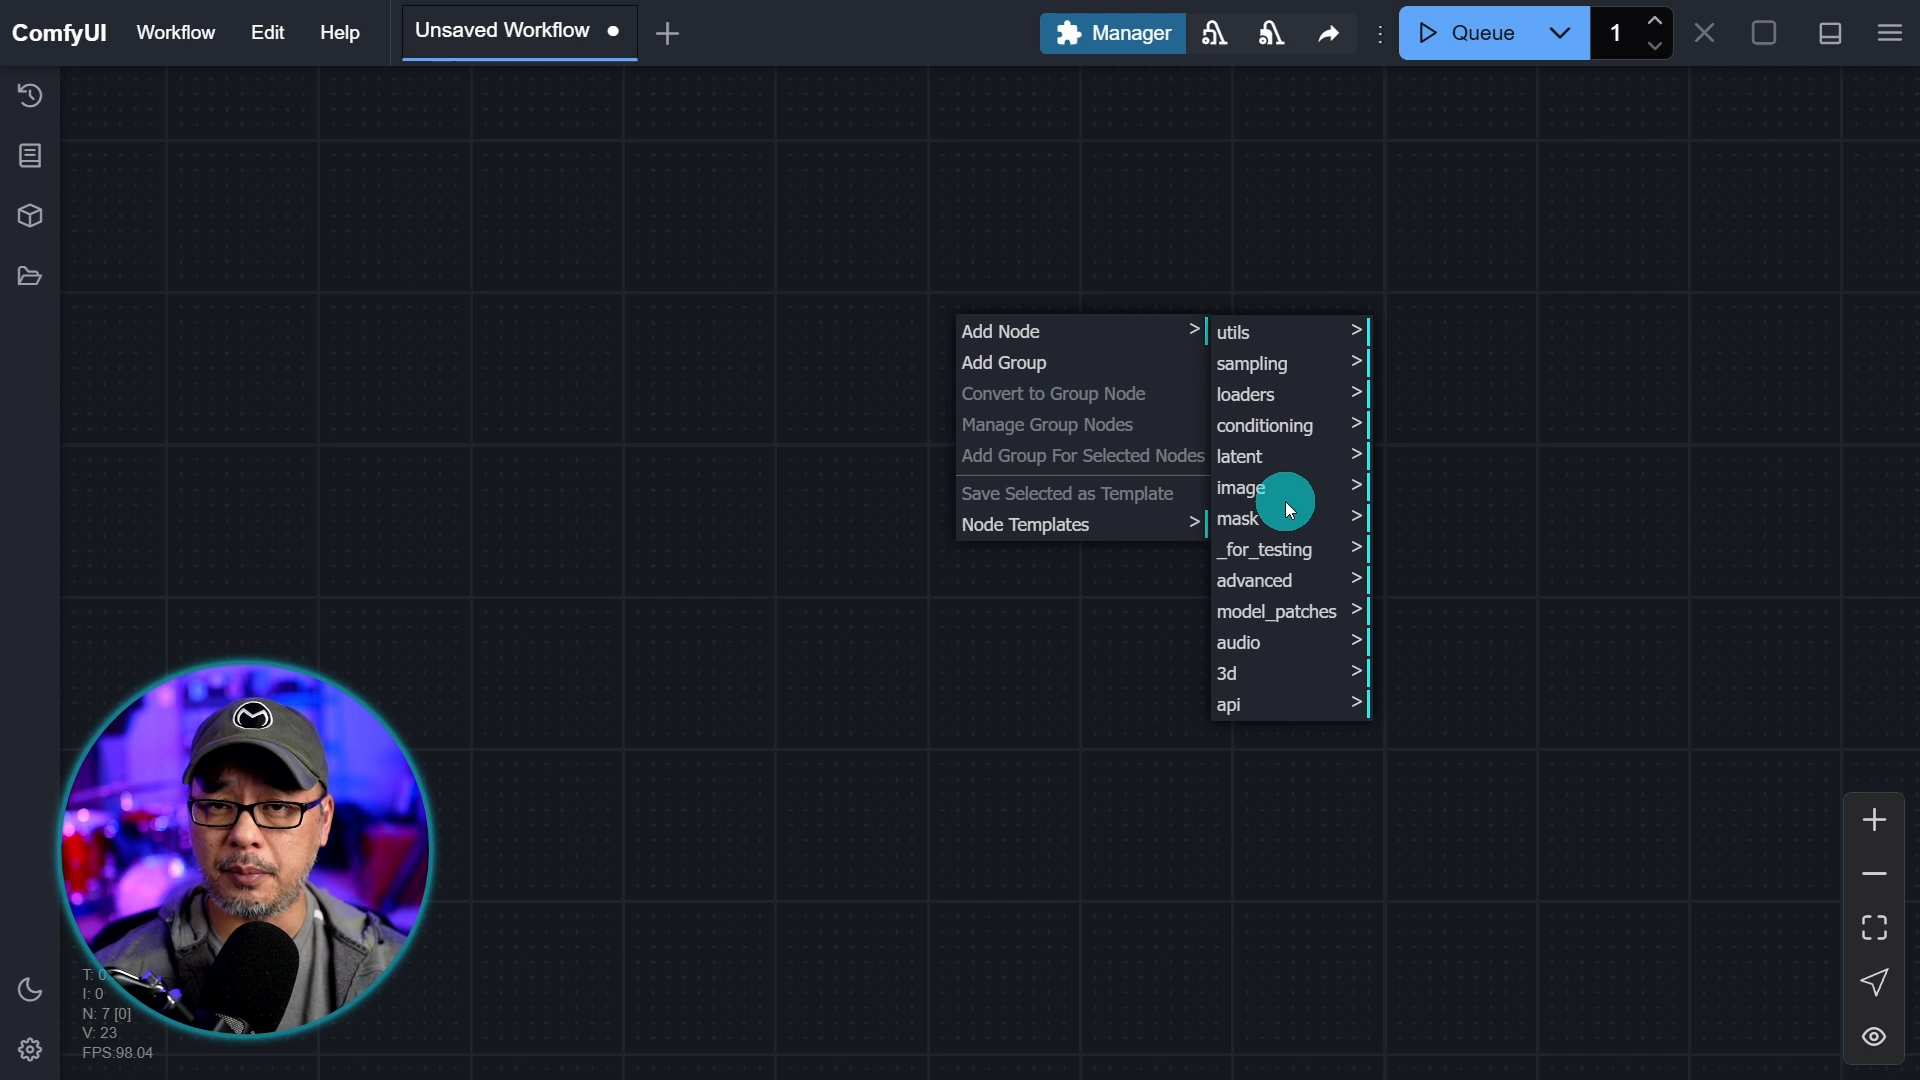 ComfyUI Workflow Edit Help Unsaved Workflow Manager Queue 1
Add Node >
Add Group
Convert to Group Node
Manage Group Nodes
Add Group For Selected Nodes
Save Selected as Template
Node Templates >
utils >
sampling >
loaders >
conditioning >
latent >
image >
mask >
_for_testing >
advanced >
model_patches >
audio >
3d >
api >
I: 0
N: 7 [0]
V: 23
FPS:98.04